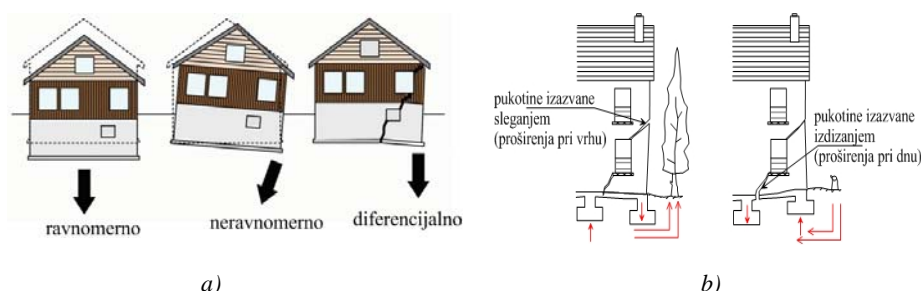 ravnomerno
neravnomerno
diferencijalno
a)
pukotine izazvane
sleganjem
(proširenja pri vrhu)
pukotine izazvane
izdizanjem
(proširenja pri dnu)
b)